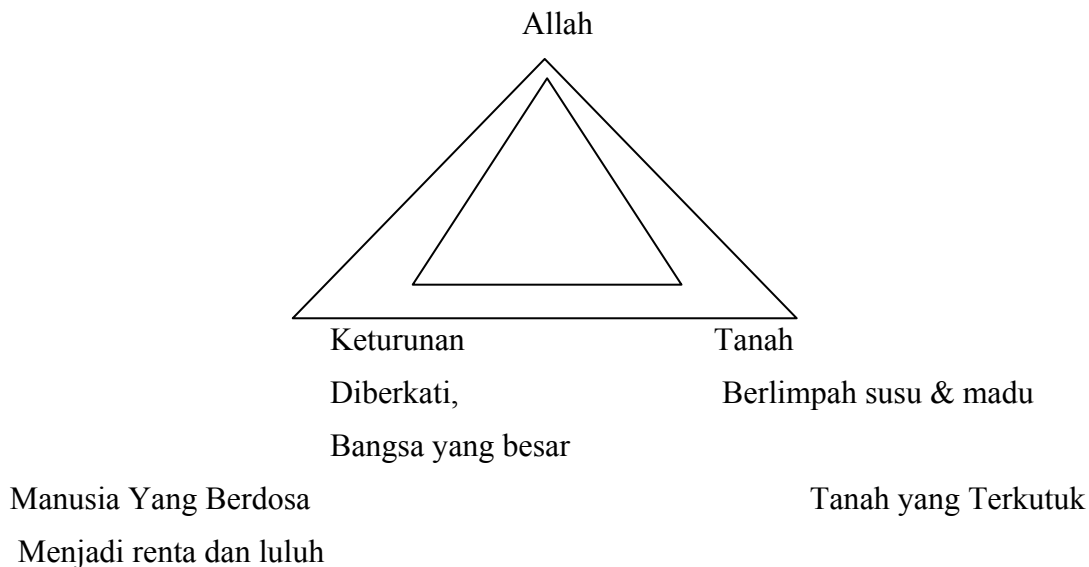 Allah
Keturunan Tanah
Diberkati, Berlimpah susu & madu
Bangsa yang besar
Manusia Yang Berdosa Tanah yang Terkutuk
Menjadi renta dan luluh